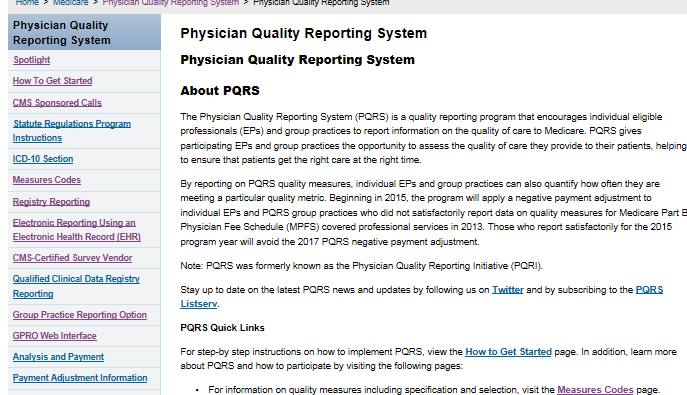 Home > Medicare > Physician Quality Reporting System > Physician Quality Reporting System
Physician Quality
Reporting System
Spotlight
How To Get Started
CMS Sponsored Calls
Statute Regulations Program
Instructions
ICD-10 Section
Measures Codes
Registry Reporting
Electronic Reporting Using an
Electronic Health Record (EHR)
CMS-Certified Survey Vendor
Qualified Clinical Data Registry
Reporting
Group Practice Reporting Option
GPRO Web Interface
Analysis and Payment
Payment Adjustment Information
Physician Quality Reporting System
Physician Quality Reporting System
About PQRS
The Physician Quality Reporting System (PQRS) is a quality reporting program that encourages individual eligible
professionals (EPs) and group practices to report information on the quality of care to Medicare. PQRS gives
participating EPs and group practices the opportunity to assess the quality of care they provide to their patients, helping
to ensure that patients get the right care at the right time.
By reporting on PQRS quality measures, individual EPs and group practices can also quantify how often they are
meeting a particular quality metric. Beginning in 2015, the program will apply a negative payment adjustment to
individual EPs and PQRS group practices who did not satisfactorily report data on quality measures for Medicare Part B
Physician Fee Schedule (MPFS) covered professional services in 2013. Those who report satisfactorily for the 2015
program year will avoid the 2017 PQRS negative payment adjustment.
Note: PQRS was formerly known as the Physician Quality Reporting Initiative (PQRI).
Stay up to date on the latest PQRS news and updates by following us on Twitter and by subscribing to the PQRS
Listserv.
PQRS Quick Links
For step-by step instructions on how to implement PQRS, view the How to Get Started page. In addition, learn more
about PQRS and how to participate by visiting the following pages:
• For information on quality measures including specification and selection, visit the Measures Codes page.